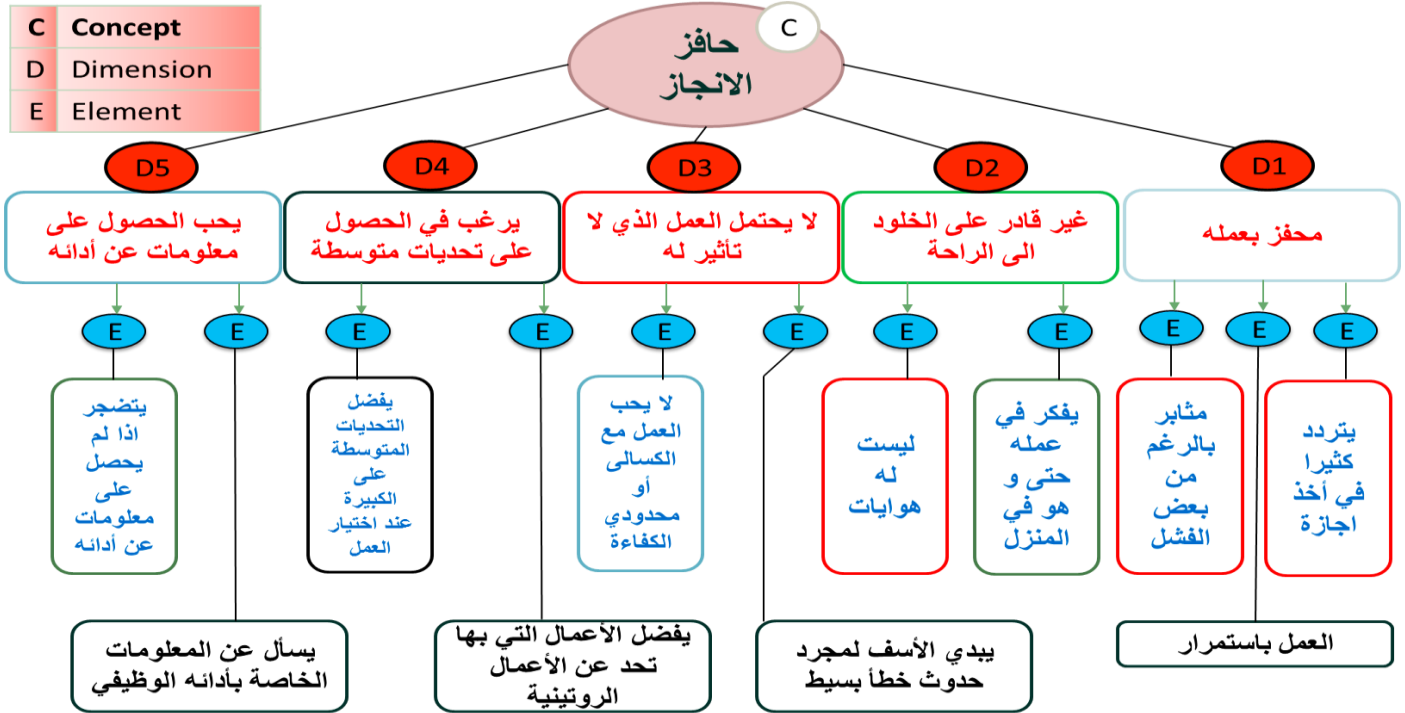 C Concept
D Dimension
E Element
C
حافز
الانجاز
D1
D2
D3
D4
D5
محفز بعمله
غير قادر على الخلود
الى الراحة
لا يحتمل العمل الذي لا
تأثير له
يرغب في الحصول
على تحديات متوسطة
يحب الحصول على
معلومات عن أدائه
E
E
E
E
E
E
E
E
E
E
E
يتردد
كثيرا
في أخذ
اجازة
مثابر
بالرغم
من
بعض
الفشل
يفكر في
عمله
حتى و
هو في
المنزل
ليست
له
هوايات
لا يحب
العمل مع
الكسالى
أو
محدودي
الكفاءة
يفضل
التحديات
المتوسطة
على
الكبيرة
عند اختيار
العمل
يتضجر
اذا لم
يحصل
على
معلومات
عن أدائه
العمل باستمرار
يبدي الأسف لمجرد
حدوث خطأ بسيط
يفضل الأعمال التي بها
تحد عن الأعمال
الروتينية
يسأل عن المعلومات
الخاصة بأدائه الوظيفي